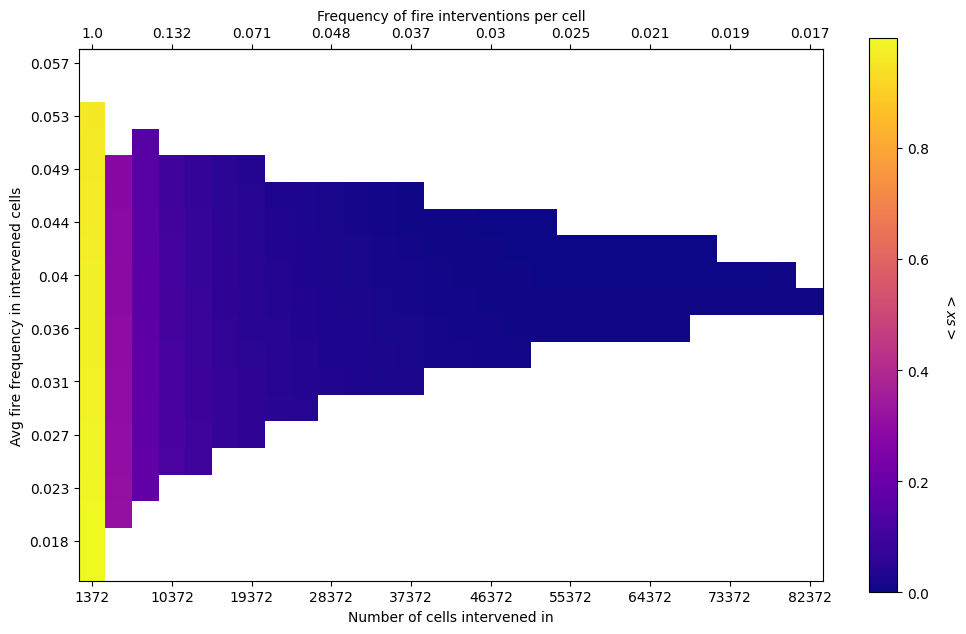 Frequency of fire interventions per cell
1.0 0.132 0.071 0.048 0.037 0.03 0.025 0.021 0.019 0.017
0.057
0.053
0.049
0.044
0.04
0.036
0.031
0.027
0.023
0.018
Avg fire frequency in intervened cells
1372 10372 19372 28372 37372 46372 55372 64372 73372 82372
Number of cells intervened in
0.8
0.6
0.4
0.2
0.0
< sx >